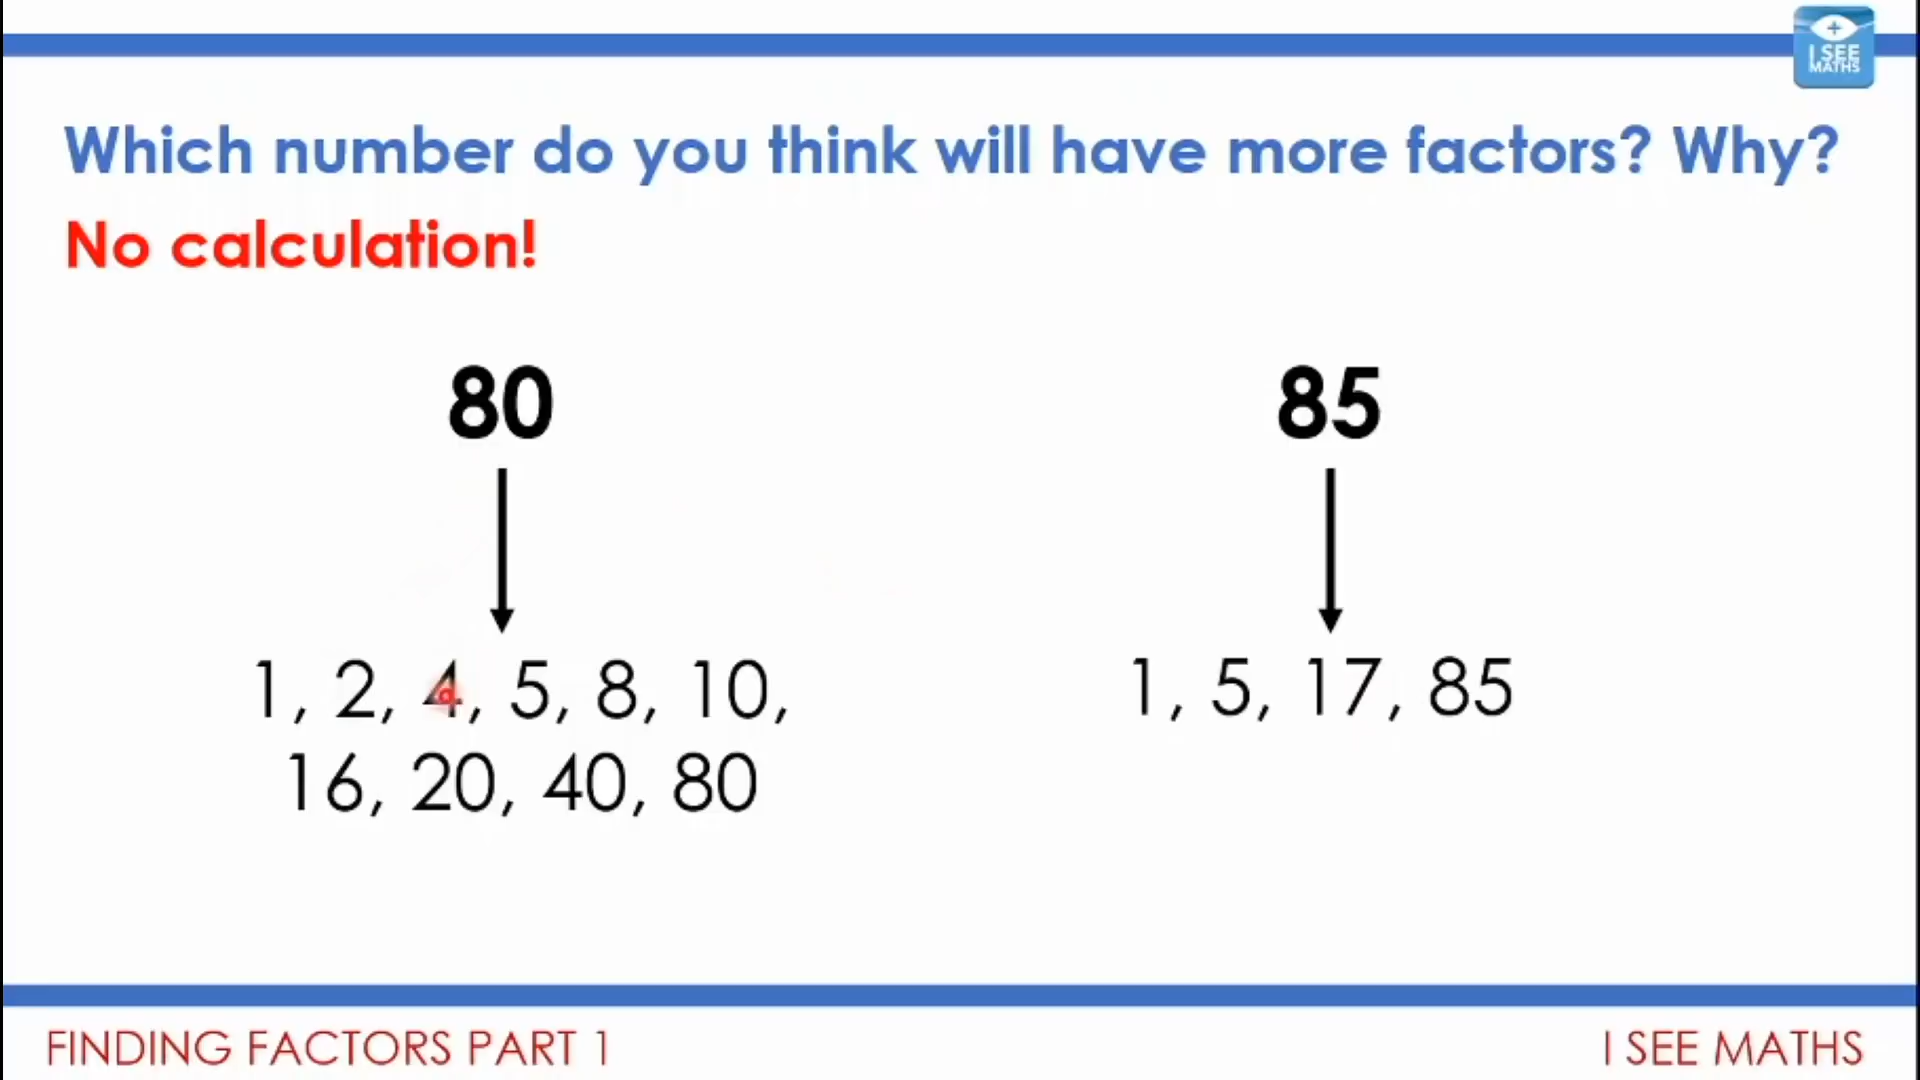 I SEE
MATHS
Which number do you think will have more factors? Why?
No calculation!
80
85
1, 2, 4, 5, 8, 10,
16, 20, 40, 80
1, 5, 17, 85
FINDING FACTORS PART 1
I SEE MATHS